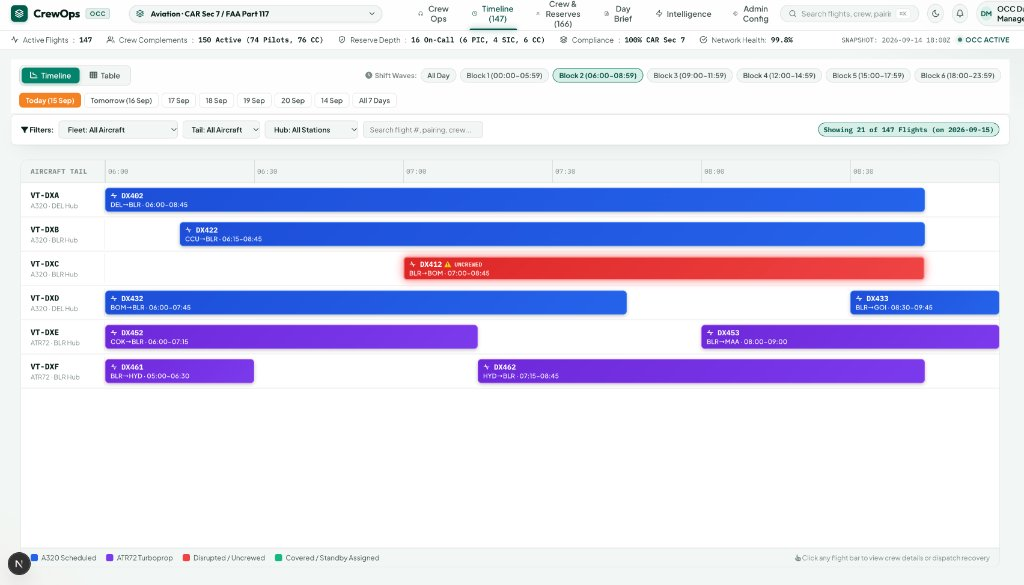 CrewOps OCC
Aviation · CAR Sec 7 / FAA Part 117
Crew Ops
Timeline (147)
Crew & Reserves (166)
Day Brief
Intelligence
Admin Config
Search flights, crew, pairin
DM
Active Flights : 147
Crew Complements : 150 Active (74 Pilots, 76 CC)
Reserve Depth : 16 On-Call (6 PIC, 4 SIC, 6 CC)
Compliance : 100% CAR Sec 7
Network Health: 99.8%
SNAPSHOT: 2026-09-14 18:00Z
OCC ACTIVE
Timeline
Table
Shift Waves:
All Day
Block 1 (00:00–05:59)
Block 2 (06:00–08:59)
Block 3 (09:00–11:59)
Block 4 (12:00–14:59)
Block 5 (15:00–17:59)
Block 6 (18:00–23:59)
Today (15 Sep)
Tomorrow (16 Sep)
17 Sep
18 Sep
19 Sep
20 Sep
14 Sep
All 7 Days
Filters:
Fleet: All Aircraft
Tail: All Aircraft
Hub: All Stations
Search flight #, pairing, crew...
Showing 21 of 147 Flights (on 2026-09-15)
AIRCRAFT TAIL
06:00
06:30
07:00
07:30
08:00
08:30
VT-DXA
A320 · DEL Hub
DX402
DEL→BLR · 06:00–08:45
VT-DXB
A320 · BLR Hub
DX422
CCU→BLR · 06:15–08:45
VT-DXC
A320 · BLR Hub
DX412 ⚠ UNCREWED
BLR→BOM · 07:00–08:45
VT-DXD
A320 · DEL Hub
DX432
BOM→BLR · 06:00–07:45
DX433
BLR→GOI · 08:30–09:45
VT-DXE
ATR72 · BLR Hub
DX452
COK→BLR · 06:00–07:15
DX453
BLR→MAA · 08:00–09:00
VT-DXF
ATR72 · BLR Hub
DX461
BLR→HYD · 05:00–06:30
DX462
HYD→BLR · 07:15–08:45
N
A320 Scheduled
ATR72 Turboprop
Disrupted / Uncrewed
Covered / Standby Assigned
Click any flight bar to view crew details or dispatch recovery